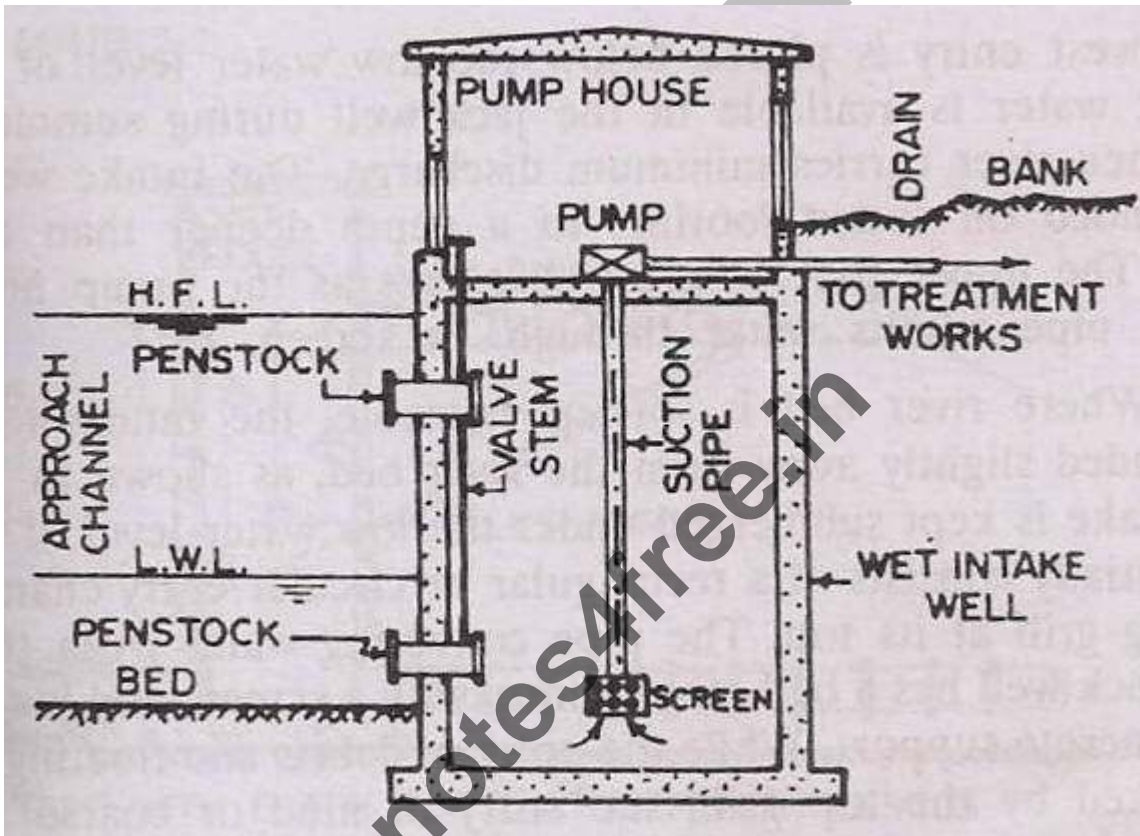 PUMP HOUSE
DRAIN
BANK
PUMP
H.F.L.
TO TREATMENT
WORKS
PENSTOCK
APPROACH
CHANNEL
VALVE
STEM
SUCTION
PIPE
L.W.L.
WET INTAKE
WELL
PENSTOCK
BED
SCREEN
notes4free.in